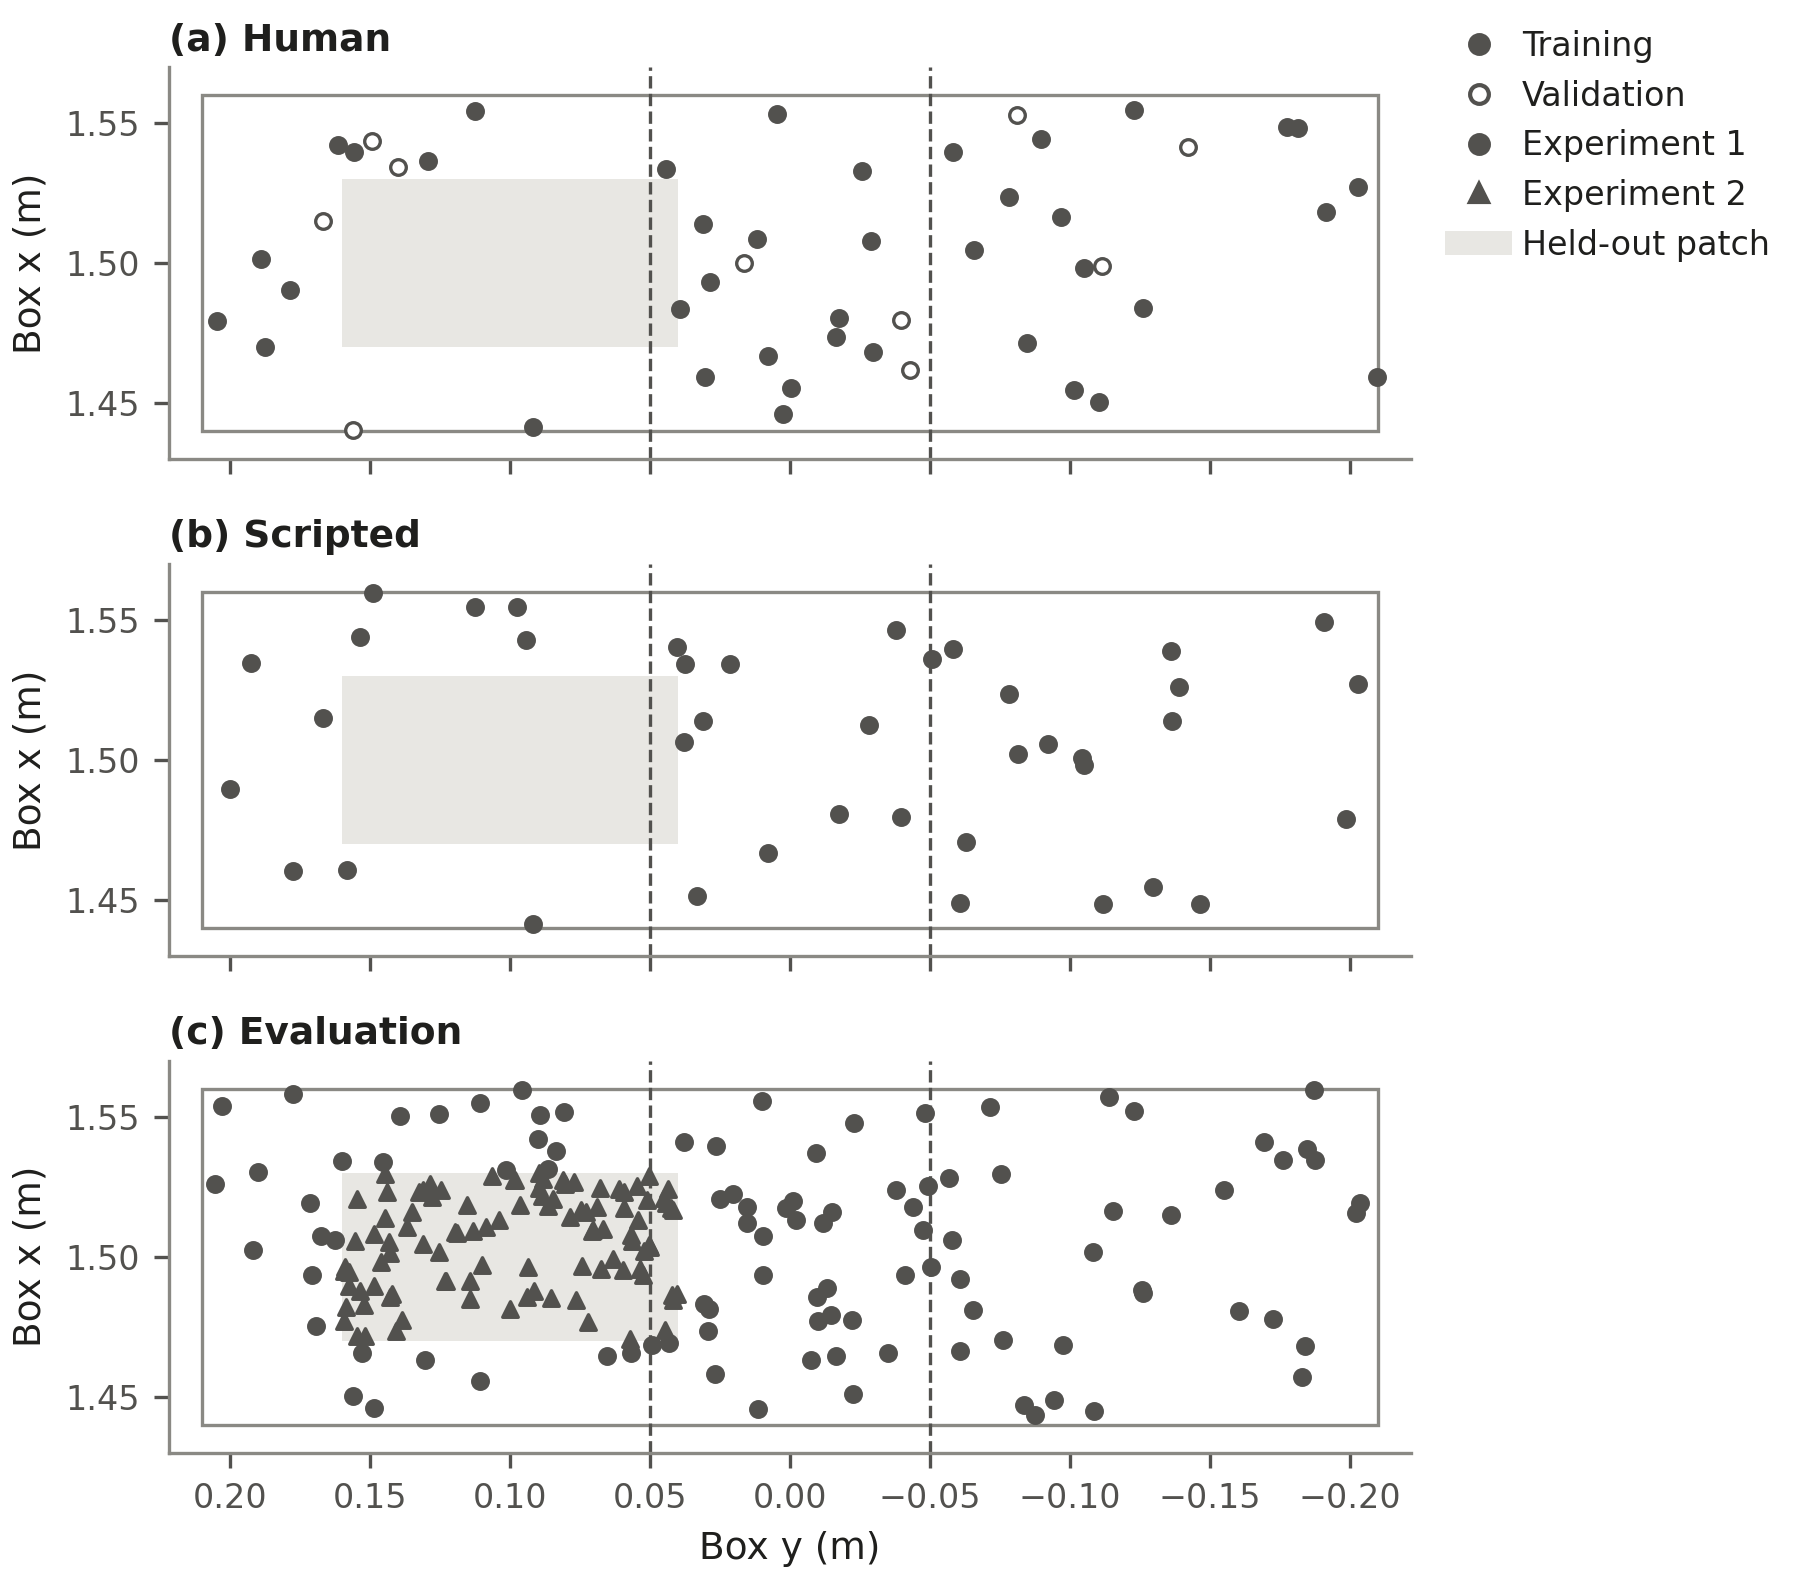 (a) Human
Training
Validation
Experiment 1
Experiment 2
Held-out patch
Box x (m)
1.55
1.50
1.45
(b) Scripted
Box x (m)
1.55
1.50
1.45
(c) Evaluation
Box x (m)
1.55
1.50
1.45
0.20 0.15 0.10 0.05 0.00 −0.05 −0.10 −0.15 −0.20
Box y (m)